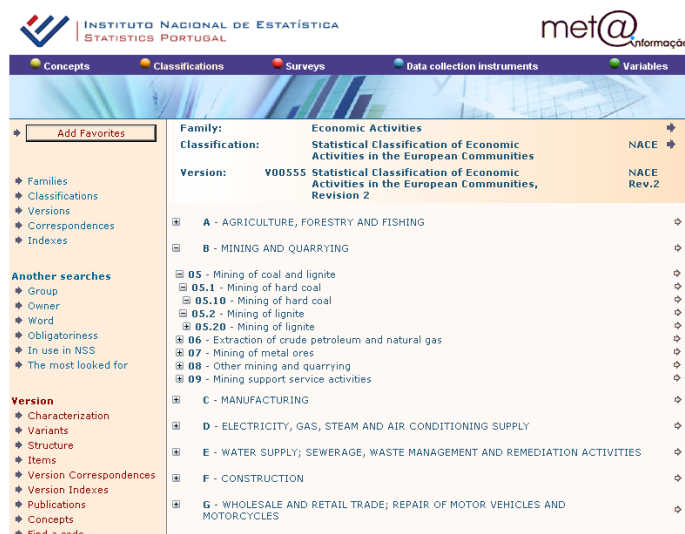 INSTITUTO NACIONAL DE ESTATÍSTICA
STATISTICS PORTUGAL
met@informação
Concepts
Classifications
Surveys
Data collection instruments
Variables
Add Favorites
Families
Classifications
Versions
Correspondences
Indexes
Another searches
Group
Owner
Word
Obligatoriness
In use in NSS
The most looked for
Version
Characterization
Variants
Structure
Items
Version Correspondences
Version Indexes
Publications
Concepts
Find a code
Family: Economic Activities
Classification: Statistical Classification of Economic NACE
Activities in the European Communities
Version: V00555 Statistical Classification of Economic NACE
Activities in the European Communities, Rev.2
Revision 2
A - AGRICULTURE, FORESTRY AND FISHING
B - MINING AND QUARRYING
05 - Mining of coal and lignite
05.1 - Mining of hard coal
05.10 - Mining of hard coal
05.2 - Mining of lignite
05.20 - Mining of lignite
06 - Extraction of crude petroleum and natural gas
07 - Mining of metal ores
08 - Other mining and quarrying
09 - Mining support service activities
C - MANUFACTURING
D - ELECTRICITY, GAS, STEAM AND AIR CONDITIONING SUPPLY
E - WATER SUPPLY; SEWERAGE, WASTE MANAGEMENT AND REMEDIATION ACTIVITIES
F - CONSTRUCTION
G - WHOLESALE AND RETAIL TRADE; REPAIR OF MOTOR VEHICLES AND
MOTORCYCLES